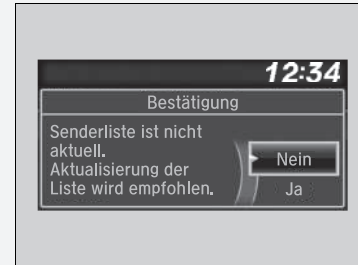 12:34
Bestätigung
Senderliste ist nicht
aktuell.
Aktualisierung der
Liste wird empfohlen.
Nein
Ja